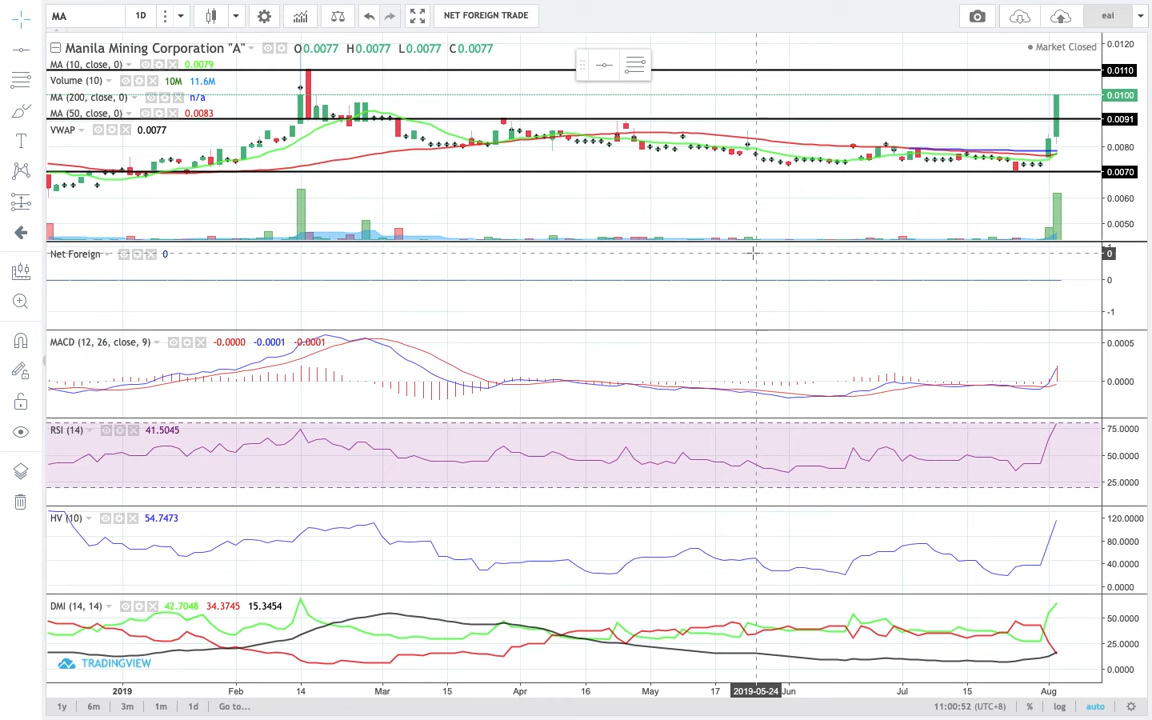 MA 1D NET FOREIGN TRADE eal
Manila Mining Corporation "A" O0.0077 H0.0077 L0.0077 C0.0077 Market Closed 0.0120
MA (10, close, 0) 0.0079
0.0110
Volume (10) 10M 11.6M
MA (200, close, 0) n/a 0.0100
MA (50, close, 0) 0.0083
0.0091
VWAP 0.0077
0.0080
0.0070
0.0060
0.0050
Net Foreign 0 0
0
-1
MACD (12, 26, close, 9) -0.0000 -0.0001 -0.0001 0.0005
0.0000
RSI (14) 41.5045 75.0000
50.0000
25.0000
HV (10) 54.7473 120.0000
80.0000
40.0000
0.0000
DMI (14, 14) 42.7048 34.3745 15.3454
50.0000
25.0000
TRADINGVIEW 0.0000
2019 Feb 14 Mar 15 Apr 16 May 17 2019-05-24 Jun Jul 15 Aug
1y 6m 3m 1m 1d Go to... 11:00:52 (UTC+8) % log auto